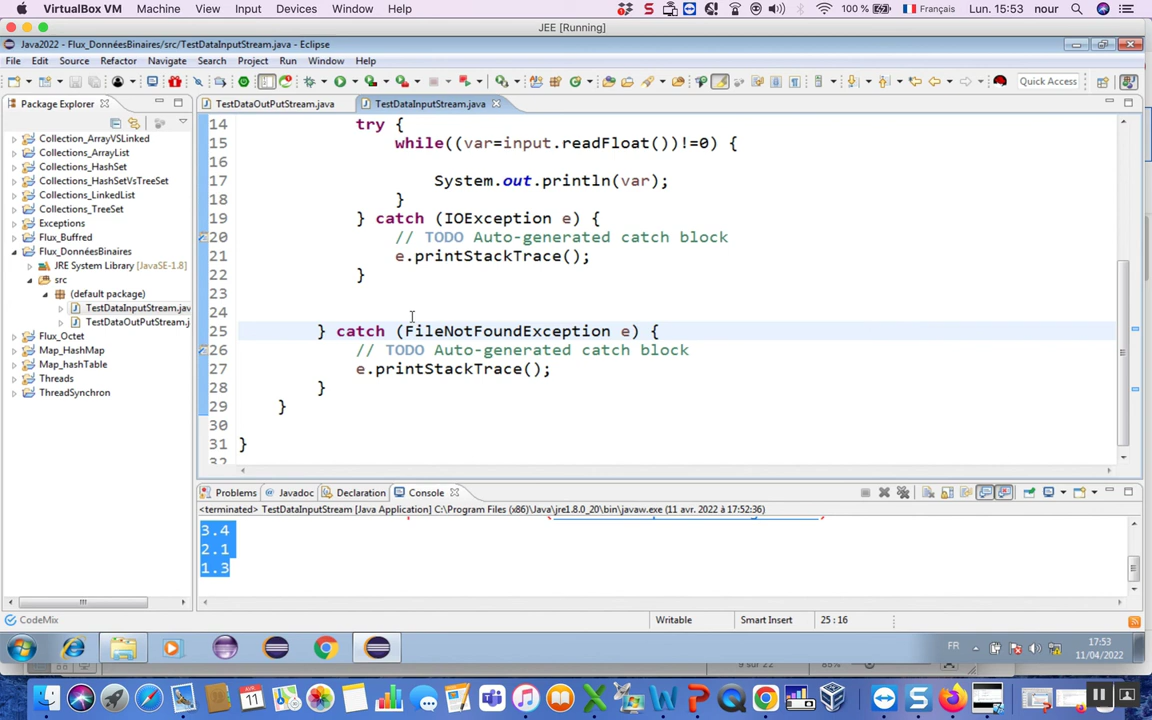 VirtualBox VM Machine View Input Devices Window Help 100 % Français Lun. 15:53 nour
JEE [Running]
Java2022 - Flux_DonnéesBinaires/src/TestDataInputStream.java - Eclipse
File Edit Source Refactor Navigate Search Project Run Window Help
Quick Access
Package Explorer
TestDataOutPutStream.java
TestDataInputStream.java
Collection_ArrayVSLinked
Collections_ArrayList
Collections_HashSet
Collections_HashSetVsTreeSet
Collections_LinkedList
Collections_TreeSet
Exceptions
Flux_Buffred
Flux_DonnéesBinaires
JRE System Library [JavaSE-1.8]
src
(default package)
TestDataInputStream.jav
TestDataOutPutStream.j
Flux_Octet
Map_HashMap
Map_hashTable
Threads
ThreadSynchron
14 try {
15 while((var=input.readFloat())!=0) {
16
17 System.out.println(var);
18 }
19 } catch (IOException e) {
20 // TODO Auto-generated catch block
21 e.printStackTrace();
22 }
23
24
25 } catch (FileNotFoundException e) {
26 // TODO Auto-generated catch block
27 e.printStackTrace();
28 }
29 }
30
31 }
32
Problems Javadoc Declaration Console
<terminated> TestDataInputStream [Java Application] C:\Program Files (x86)\Java\jre1.8.0_20\bin\javaw.exe (11 avr. 2022 à 17:52:36)
3.4
2.1
1.3
Writable Smart Insert 25 : 16
CodeMix
FR 17:53
11/04/2022